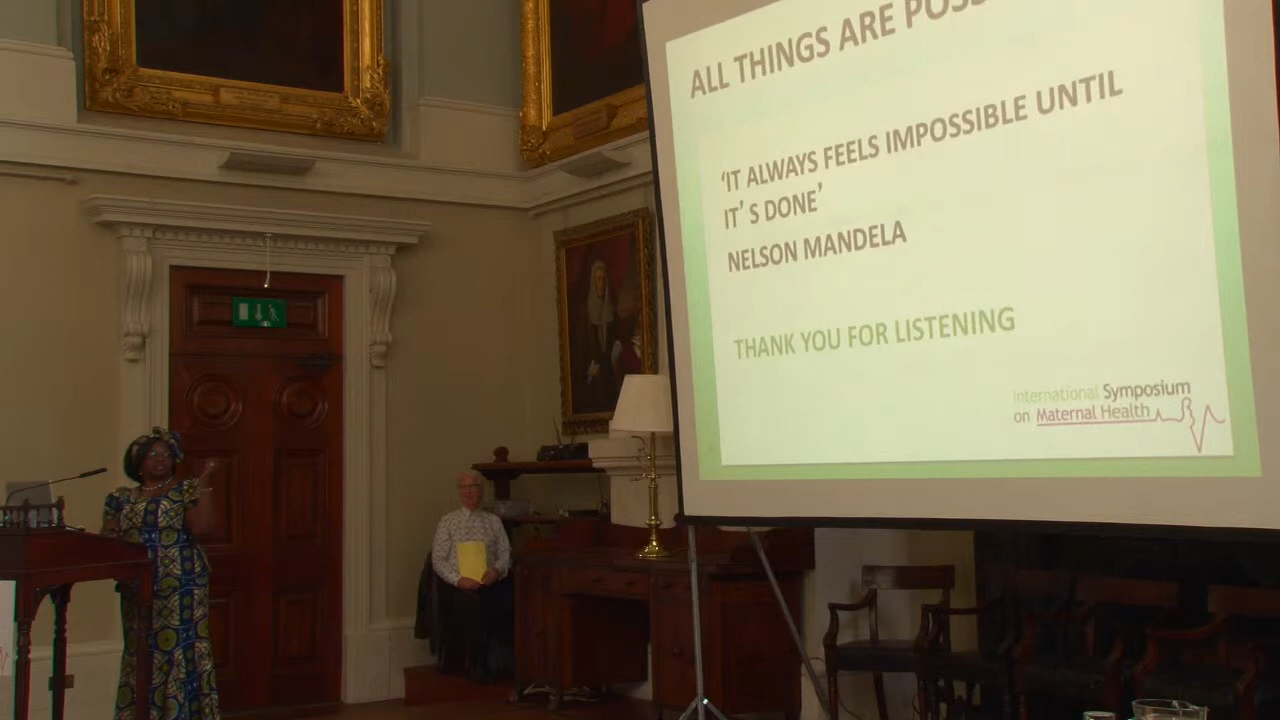 ALL THINGS ARE
'IT ALWAYS FEELS IMPOSSIBLE UNTIL
IT'S DONE'
NELSON MANDELA
THANK YOU FOR LISTENING
International Symposium
on Maternal Health